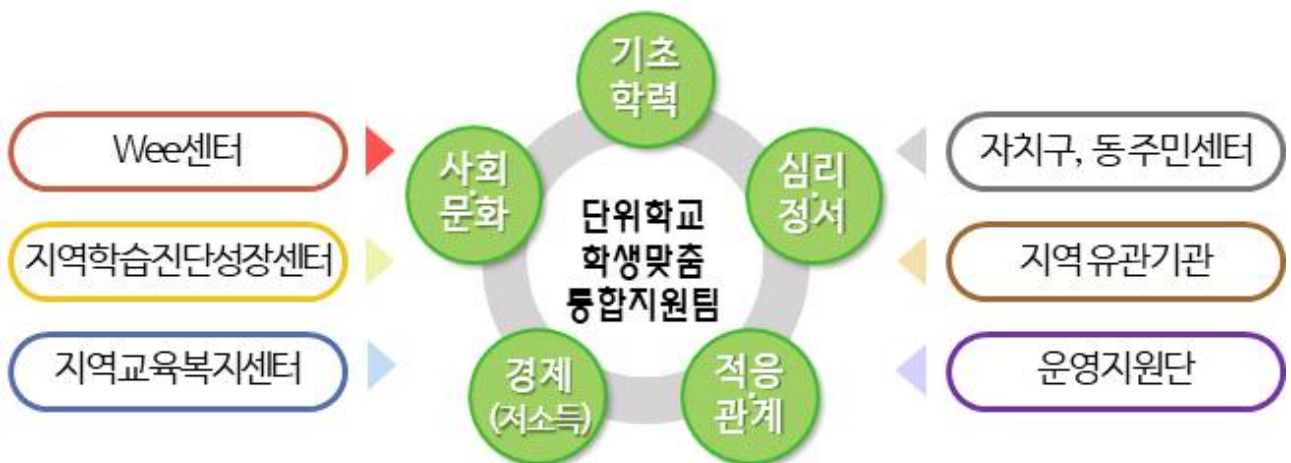 기초
학력
Wee센터
사회·
문화
심리·
정서
자치구, 동주민센터
단위학교
학생맞춤
통합지원팀
지역학습진단성장센터
지역 유관기관
지역교육복지센터
경제
(저소득)
적응·
관계
운영지원단